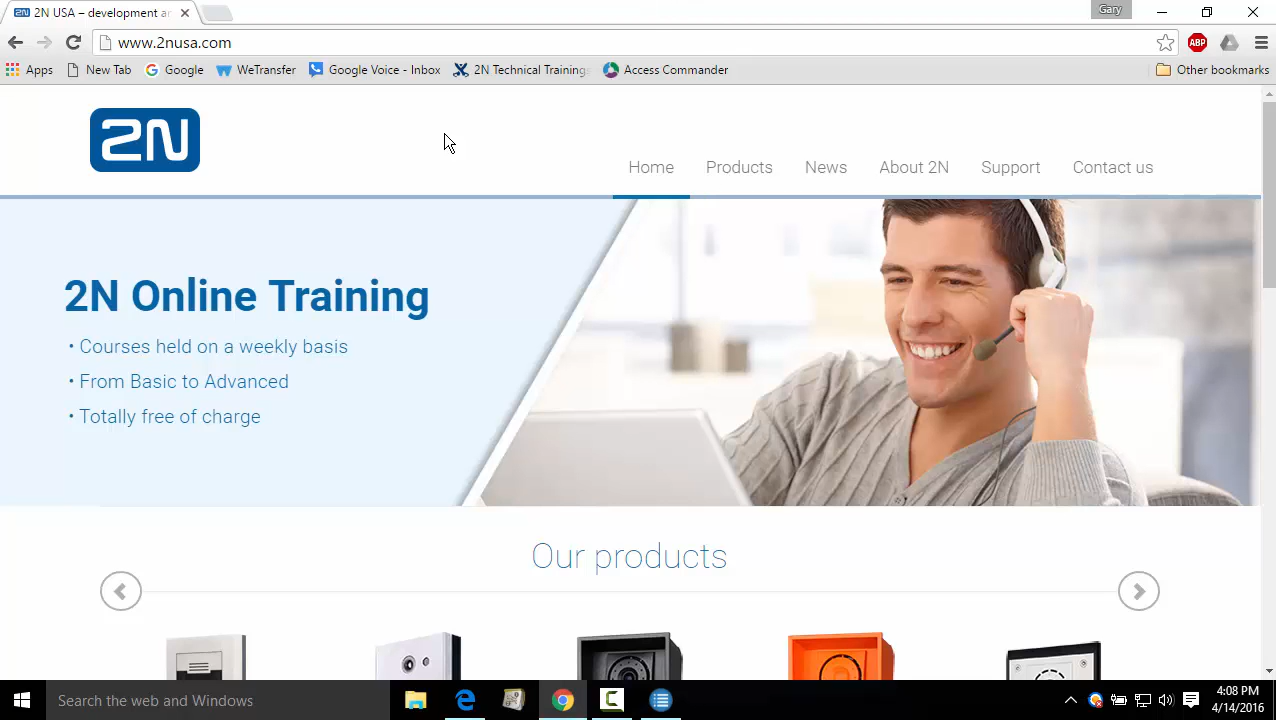 2N USA – development ar
Gary
www.2nusa.com
ABP
Apps
New Tab
Google
WeTransfer
Google Voice - Inbox
2N Technical Trainings
Access Commander
Other bookmarks
2N
Home
Products
News
About 2N
Support
Contact us
2N Online Training
• Courses held on a weekly basis
• From Basic to Advanced
• Totally free of charge
Our products
Search the web and Windows
4:08 PM
4/14/2016